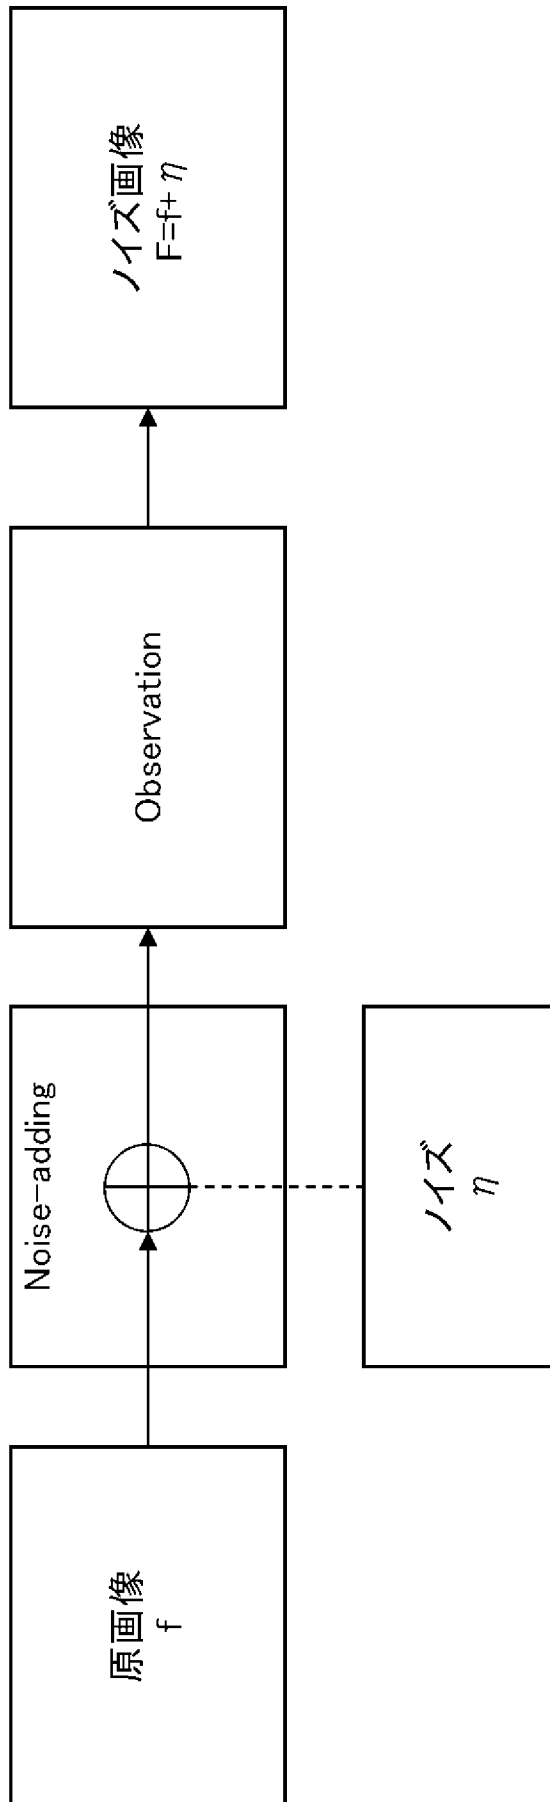 原画像
f
Noise-adding
ノイズ
η
Observation
ノイズ画像
F=f+η